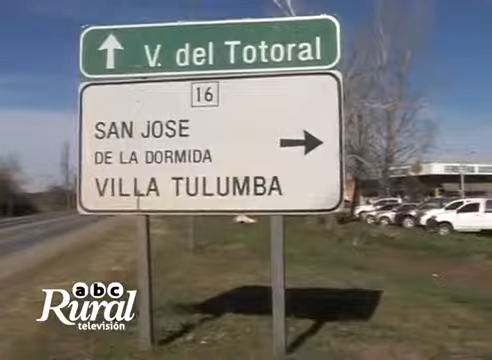 V. del Totoral
16
SAN JOSE
DE LA DORMIDA
VILLA TULUMBA
abc
Rural
televisión